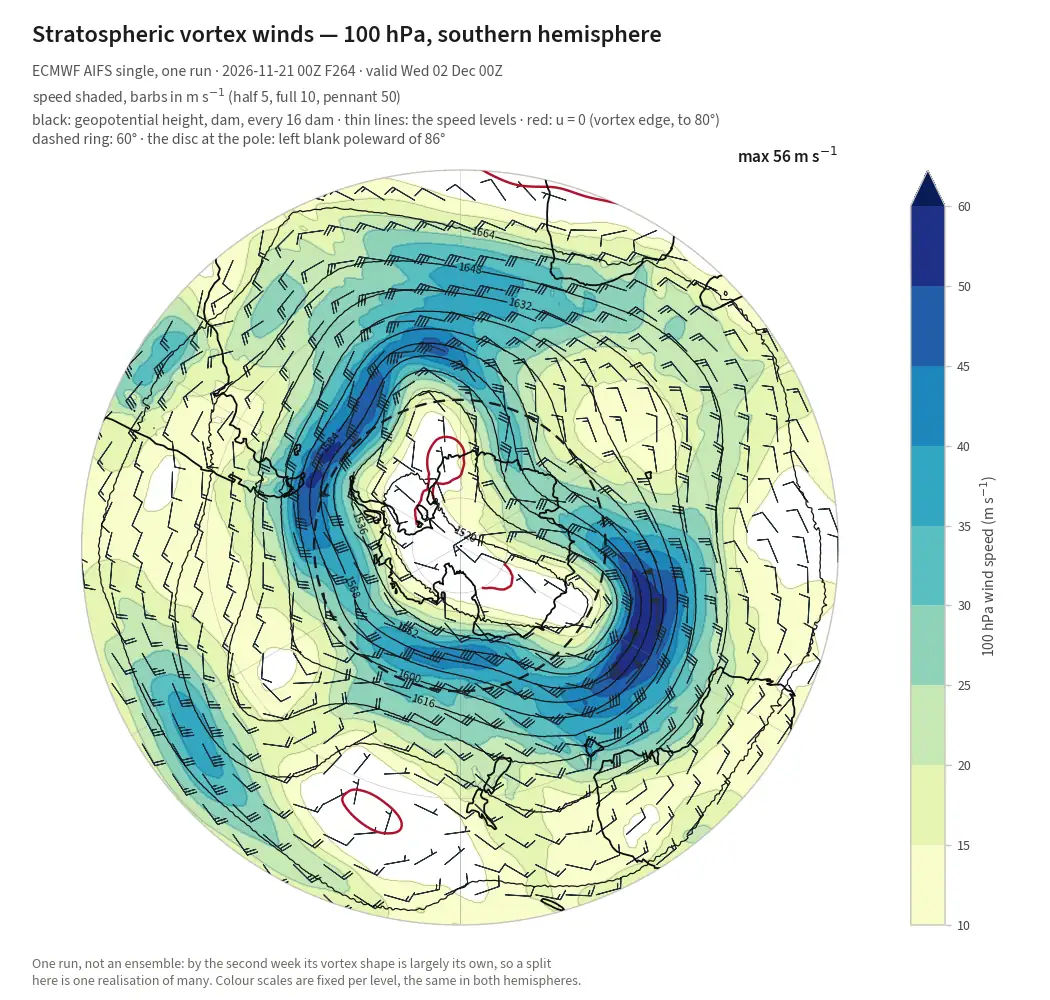 Stratospheric vortex winds — 100 hPa, southern hemisphere
ECMWF AIFS single, one run · 2026-11-21 00Z F264 · valid Wed 02 Dec 00Z
speed shaded, barbs in m s⁻¹ (half 5, full 10, pennant 50)
black: geopotential height, dam, every 16 dam · thin lines: the speed levels · red: u = 0 (vortex edge, to 80°)
dashed ring: 60° · the disc at the pole: left blank poleward of 86°
max 56 m s⁻¹
1664
1648
1632
1584
1536
1520
1568
1552
1600
1616
60
50
45
40
35
30
25
20
15
10
100 hPa wind speed (m s⁻¹)
One run, not an ensemble: by the second week its vortex shape is largely its own, so a split
here is one realisation of many. Colour scales are fixed per level, the same in both hemispheres.